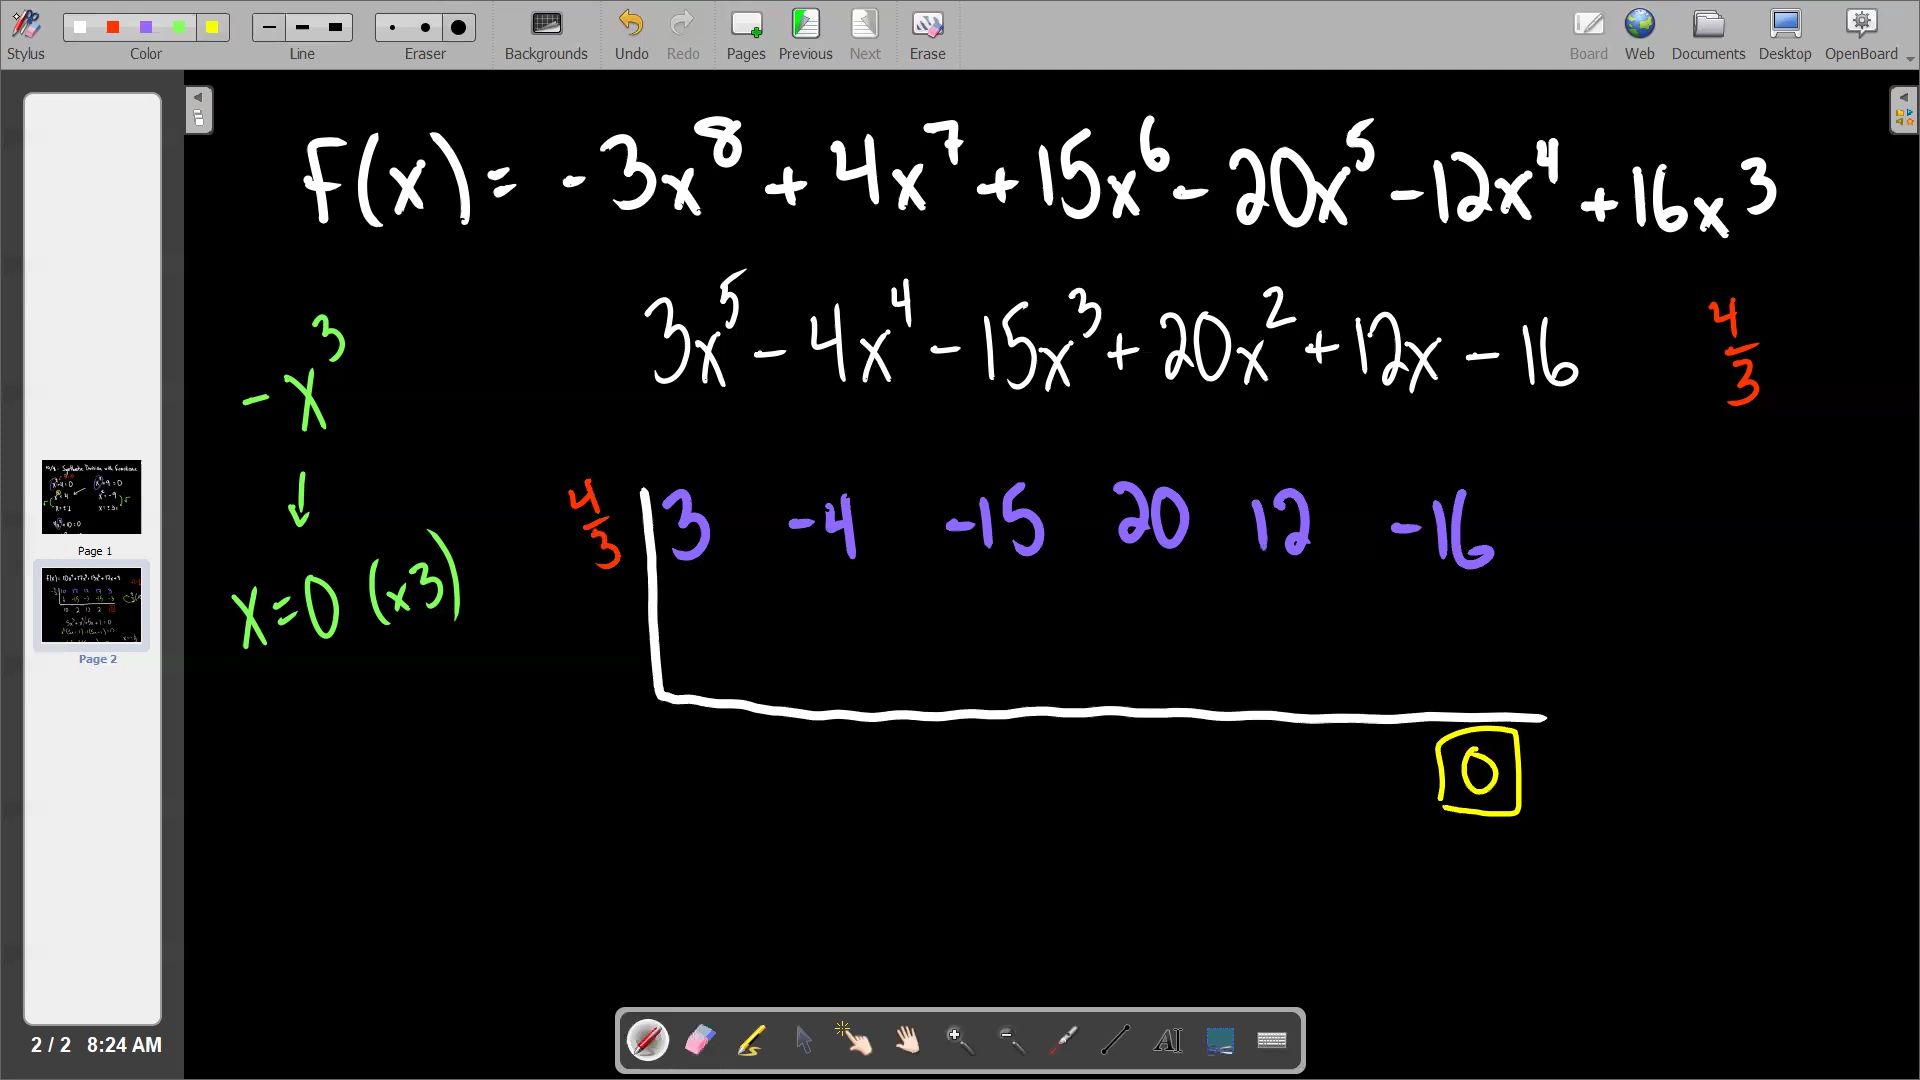 Stylus Color Line Eraser Backgrounds Undo Redo Pages Previous Next Erase Board Web Documents Desktop OpenBoard
F(x) = -3x⁸ + 4x⁷ + 15x⁶ - 20x⁵ - 12x⁴ + 16x³
3x⁵ - 4x⁴ - 15x³ + 20x² + 12x - 16
4/3
-x³
↓
x=0 (x3)
4/3 3 -4 -15 20 12 -16
0
Page 1
Page 2
2 / 2 8:24 AM
AI